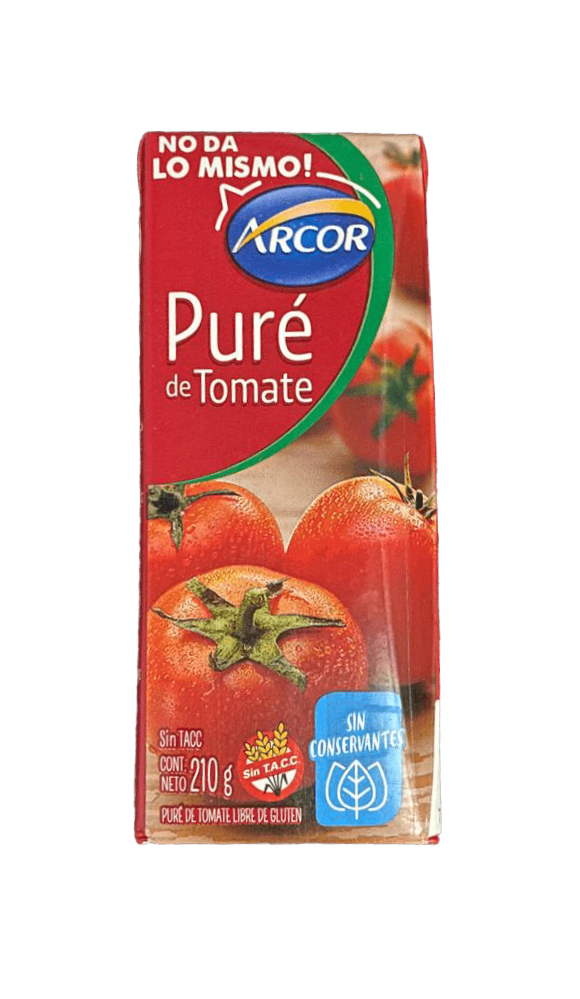 NO DA
LO MISMO!
ARCOR
Puré
de Tomate
Sin TACC
CONT.
NETO 210 g
Sin T.A.C.C.
PURÉ DE TOMATE LIBRE DE GLUTEN
SIN
CONSERVANTES